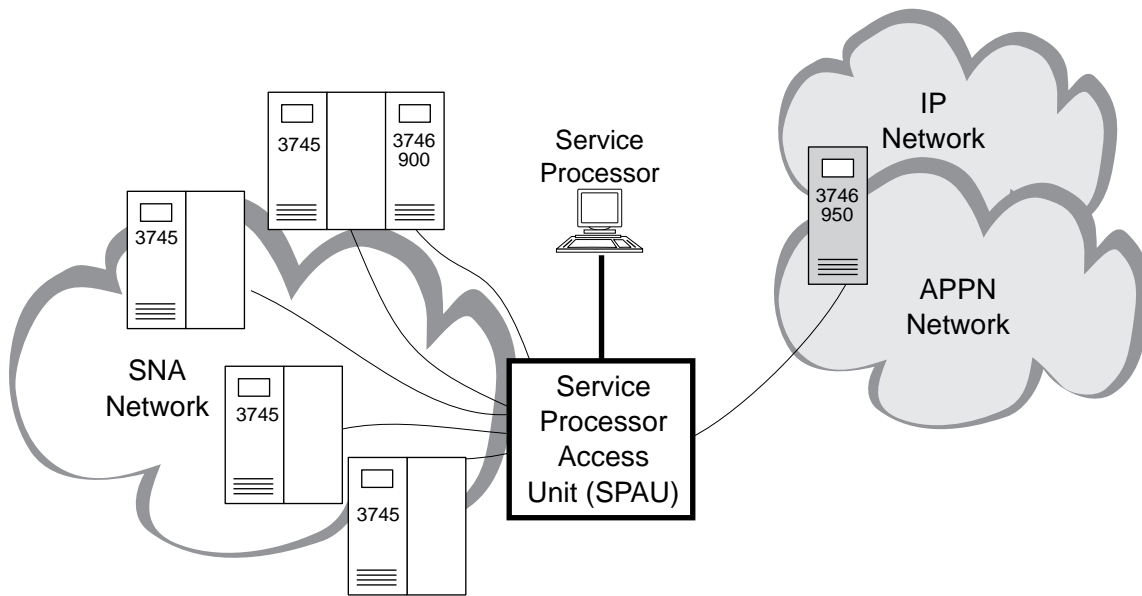 IP
Network
3745
3746
900
Service
Processor
3746
950
3745
APPN
Network
SNA
Network
3745
Service
Processor
Access
Unit (SPAU)
3745